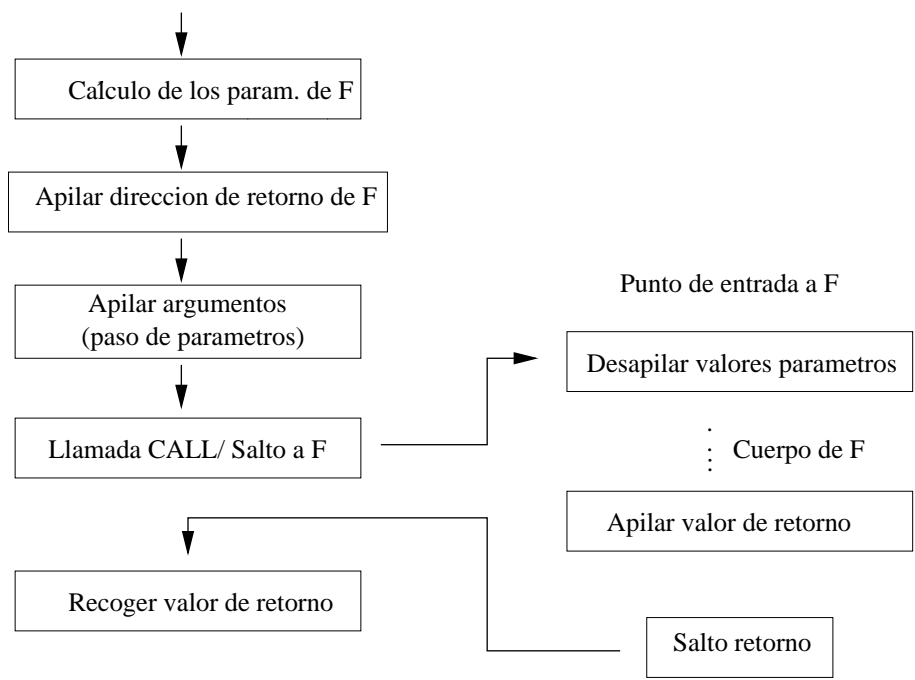 Calculo de los param. de F
Apilar direccion de retorno de F
Apilar argumentos
(paso de parametros)
Llamada CALL/ Salto a F
Recoger valor de retorno
Punto de entrada a F
Desapilar valores parametros
Cuerpo de F
Apilar valor de retorno
Salto retorno